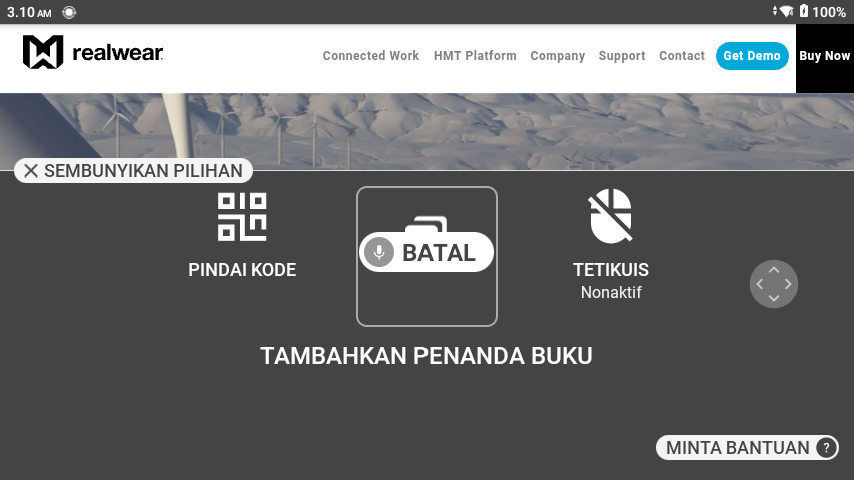 3.10 AM
100%
realwear
Connected Work HMT Platform Company Support Contact Get Demo Buy Now
SEMBUNYIKAN PILIHAN
BATAL
PINDAI KODE
TETIKUIS
Nonaktif
TAMBAHKAN PENANDA BUKU
MINTA BANTUAN ?